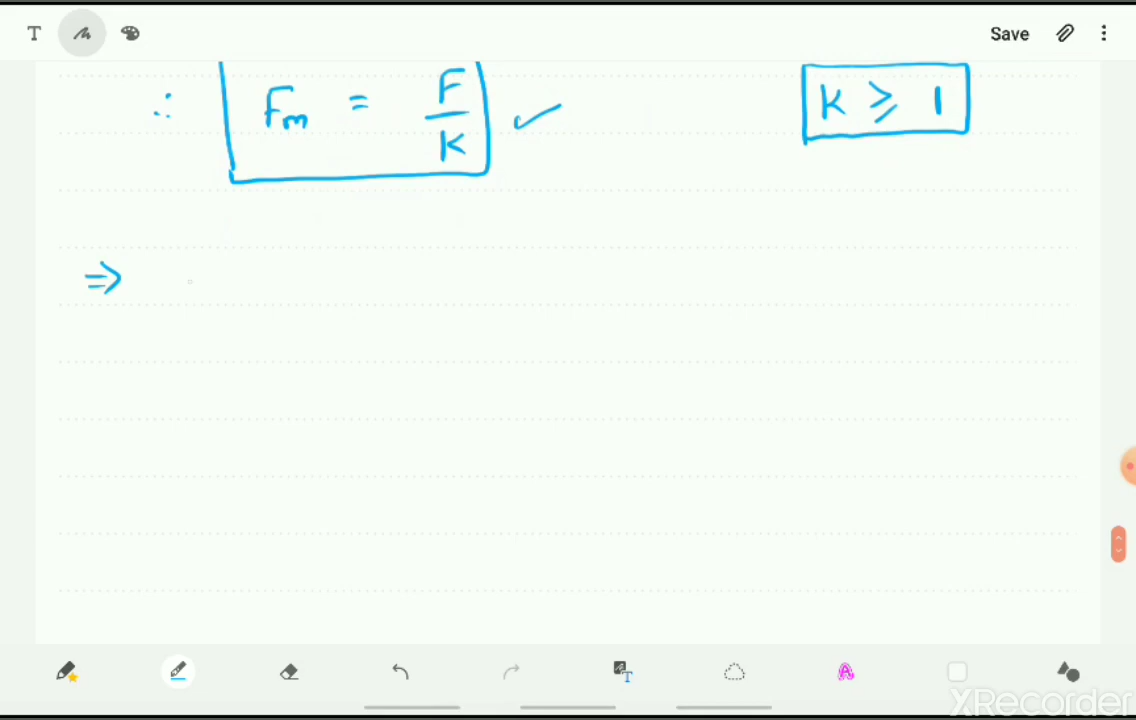 T Save
∴ Fm = F/K ✓ K ⩾ 1
⇒
T A
XRecorder